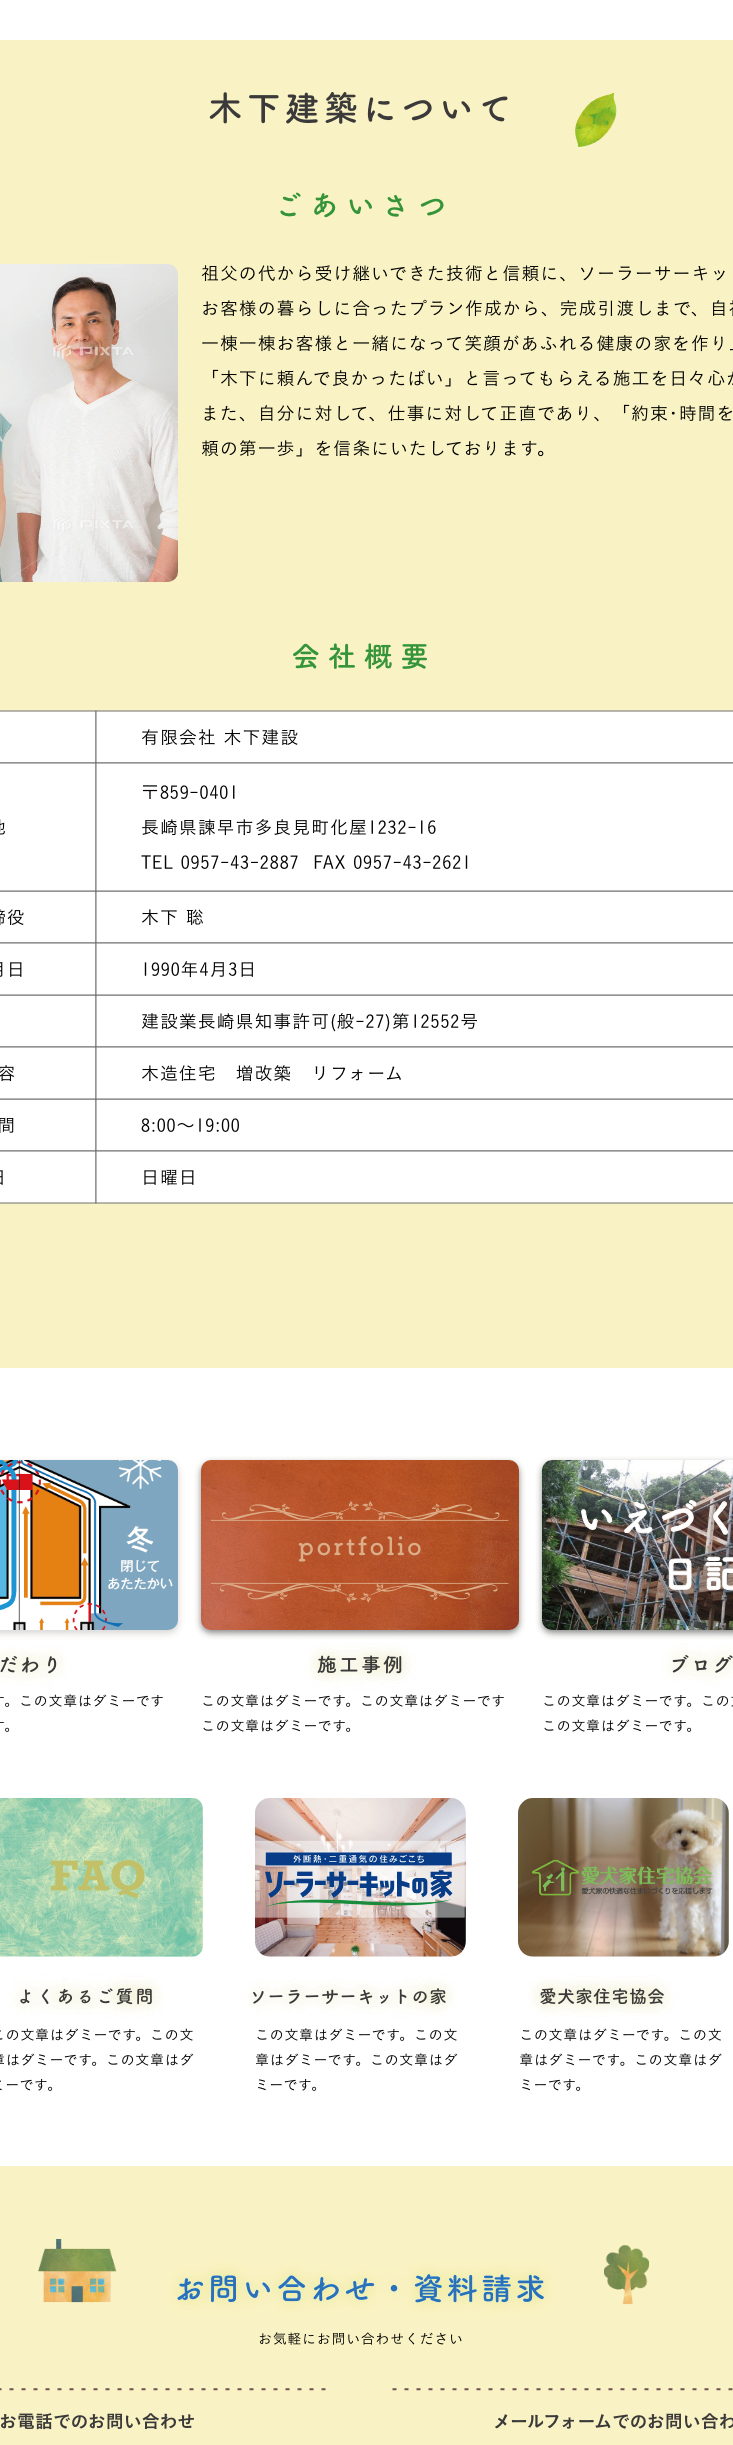 木下建築について
ごあいさつ
祖父の代から受け継いできた技術と信頼に、ソーラーサーキッ
お客様の暮らしに合ったプラン作成から、完成引渡しまで、自
一棟一棟お客様と一緒になって笑顔があふれる健康の家を作り
「木下に頼んで良かったばい」と言ってもらえる施工を日々心
また、自分に対して、仕事に対して正直であり、「約束・時間を
頼の第一歩」を信条にいたしております。
PIXTA
PIXTA
会社概要
有限会社 木下建設
〒859-0401
地
長崎県諫早市多良見町化屋1232-16
TEL 0957-43-2887 FAX 0957-43-2621
締役
木下 聡
月日
1990年4月3日
建設業長崎県知事許可(般-27)第12552号
容
木造住宅　増改築　リフォーム
間
8:00〜19:00
日
日曜日
冬
閉じて
あたたかい
portfolio
いえづく
日記
だわり
施工事例
ブログ
す。この文章はダミーです
す。
この文章はダミーです。この文章はダミーです
この文章はダミーです。
この文章はダミーです。この
この文章はダミーです。
FAQ
外断熱・二重通気の住みごこち
ソーラーサーキットの家
愛犬家住宅協会
愛犬家の快適な住まいづくりを応援します
よくあるご質問
ソーラーサーキットの家
愛犬家住宅協会
この文章はダミーです。この文
章はダミーです。この文章はダ
ミーです。
この文章はダミーです。この文
章はダミーです。この文章はダ
ミーです。
この文章はダミーです。この文
章はダミーです。この文章はダ
ミーです。
お問い合わせ・資料請求
お気軽にお問い合わせください
お電話でのお問い合わせ
メールフォームでのお問い合わ